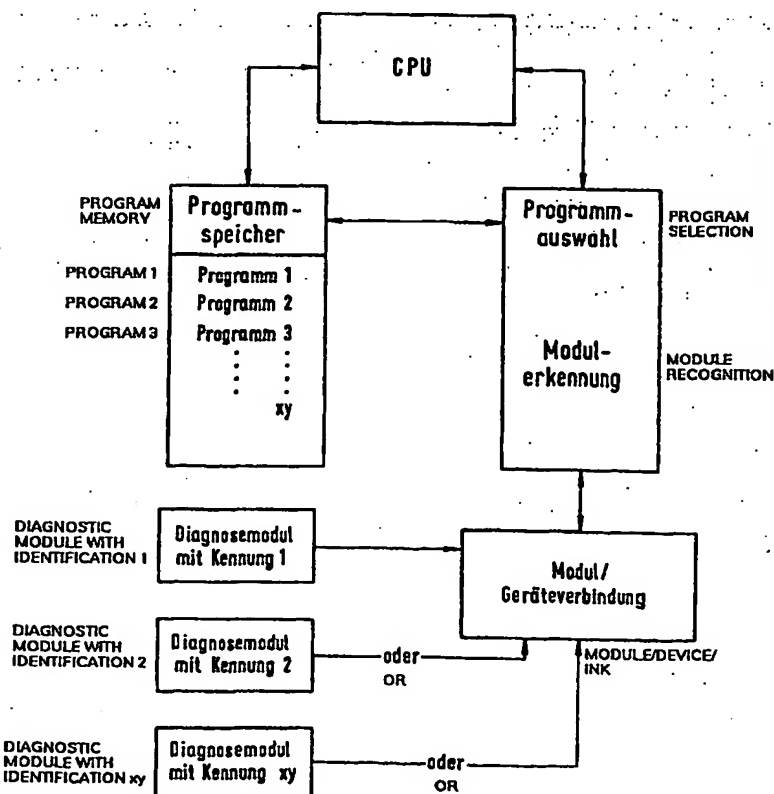 CPU
PROGRAM
MEMORY
Programm-
speicher
Programm-
auswahl
PROGRAM
SELECTION
PROGRAM 1
Programm 1
PROGRAM 2
Programm 2
PROGRAM 3
Programm 3
xy
Modul-
erkennung
MODULE
RECOGNITION
DIAGNOSTIC
MODULE WITH
IDENTIFICATION 1
Diagnosemodul
mit Kennung 1
Modul/
Geräteverbindung
DIAGNOSTIC
MODULE WITH
IDENTIFICATION 2
Diagnosemodul
mit Kennung 2
oder
OR
MODULE/DEVICE/
INK
DIAGNOSTIC
MODULE WITH
IDENTIFICATION xy
Diagnosemodul
mit Kennung xy
oder
OR